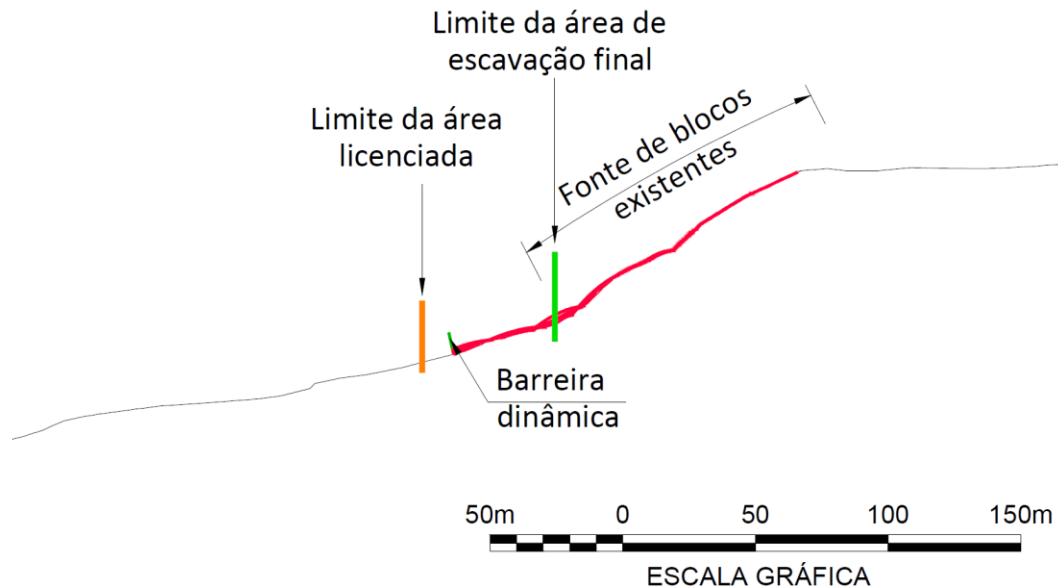 Limite da área de
escavação final
Limite da área
licenciada
Fonte de blocos
existentes
Barreira
dinâmica
50m 0 50 100 150m
ESCALA GRÁFICA